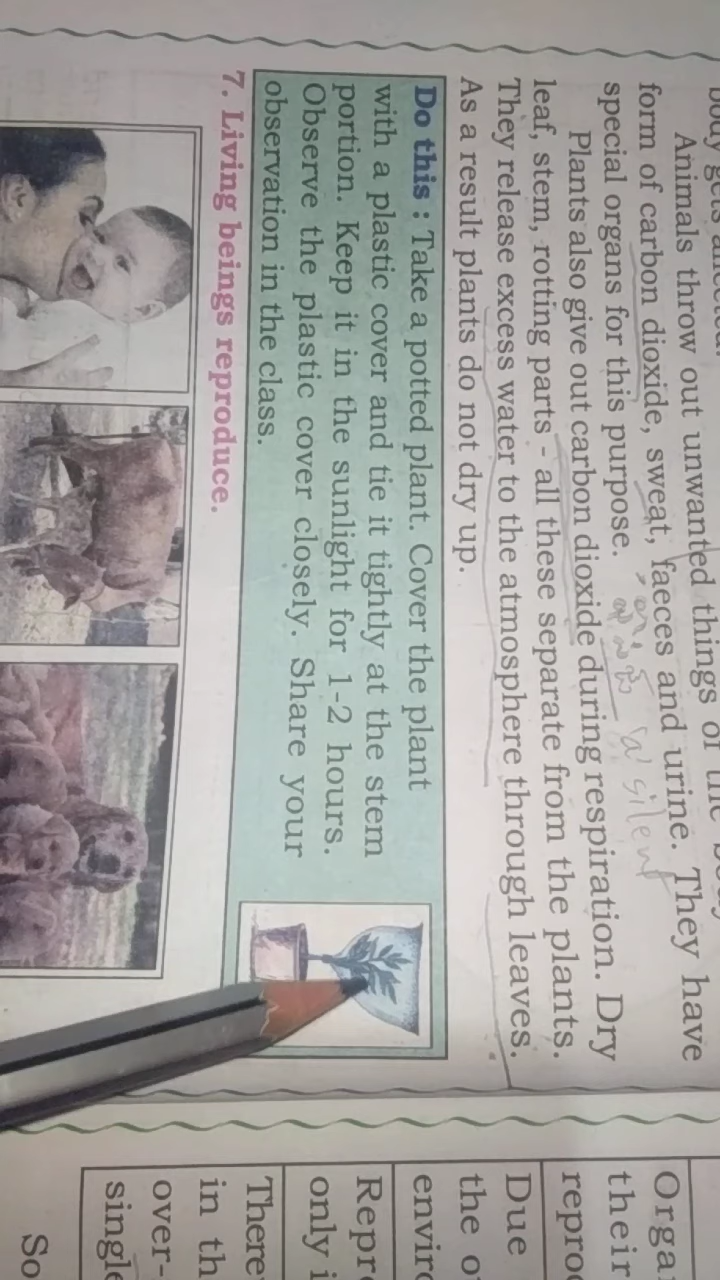 Animals throw out unwanted things of the body
form of carbon dioxide, sweat, faeces and urine. They have
special organs for this purpose.
'a' silent
Plants also give out carbon dioxide during respiration. Dry
leaf, stem, rotting parts - all these separate from the plants.
They release excess water to the atmosphere through leaves.
As a result plants do not dry up.
Do this : Take a potted plant. Cover the plant
with a plastic cover and tie it tightly at the stem
portion. Keep it in the sunlight for 1-2 hours.
Observe the plastic cover closely. Share your
observation in the class.
7. Living beings reproduce.
Orga
their
repro
Due
the o
enviro
Repr
only i
There
in th
over-
single
So